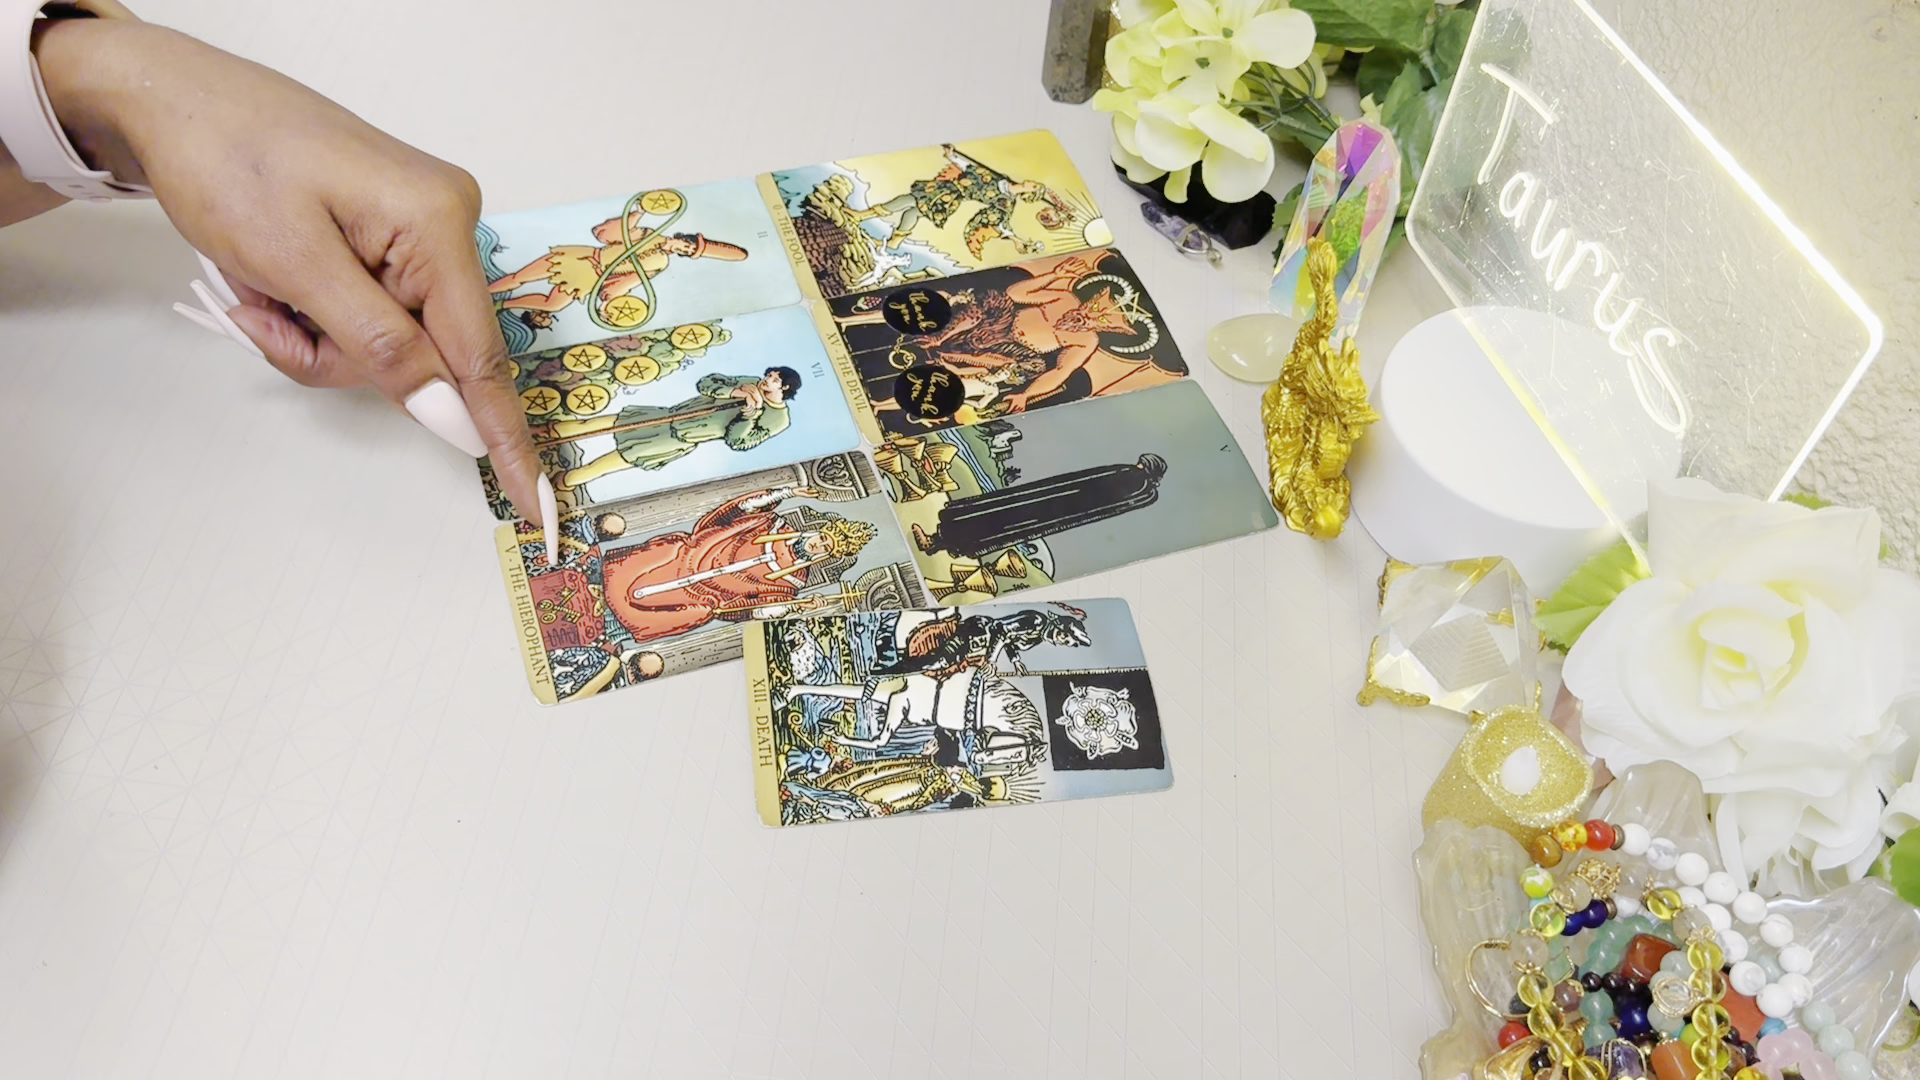 Taurus
II
0 · THE FOOL
VII
XV · THE DEVIL
thank
you
thank
you
V
V · THE HIEROPHANT
XIII · DEATH